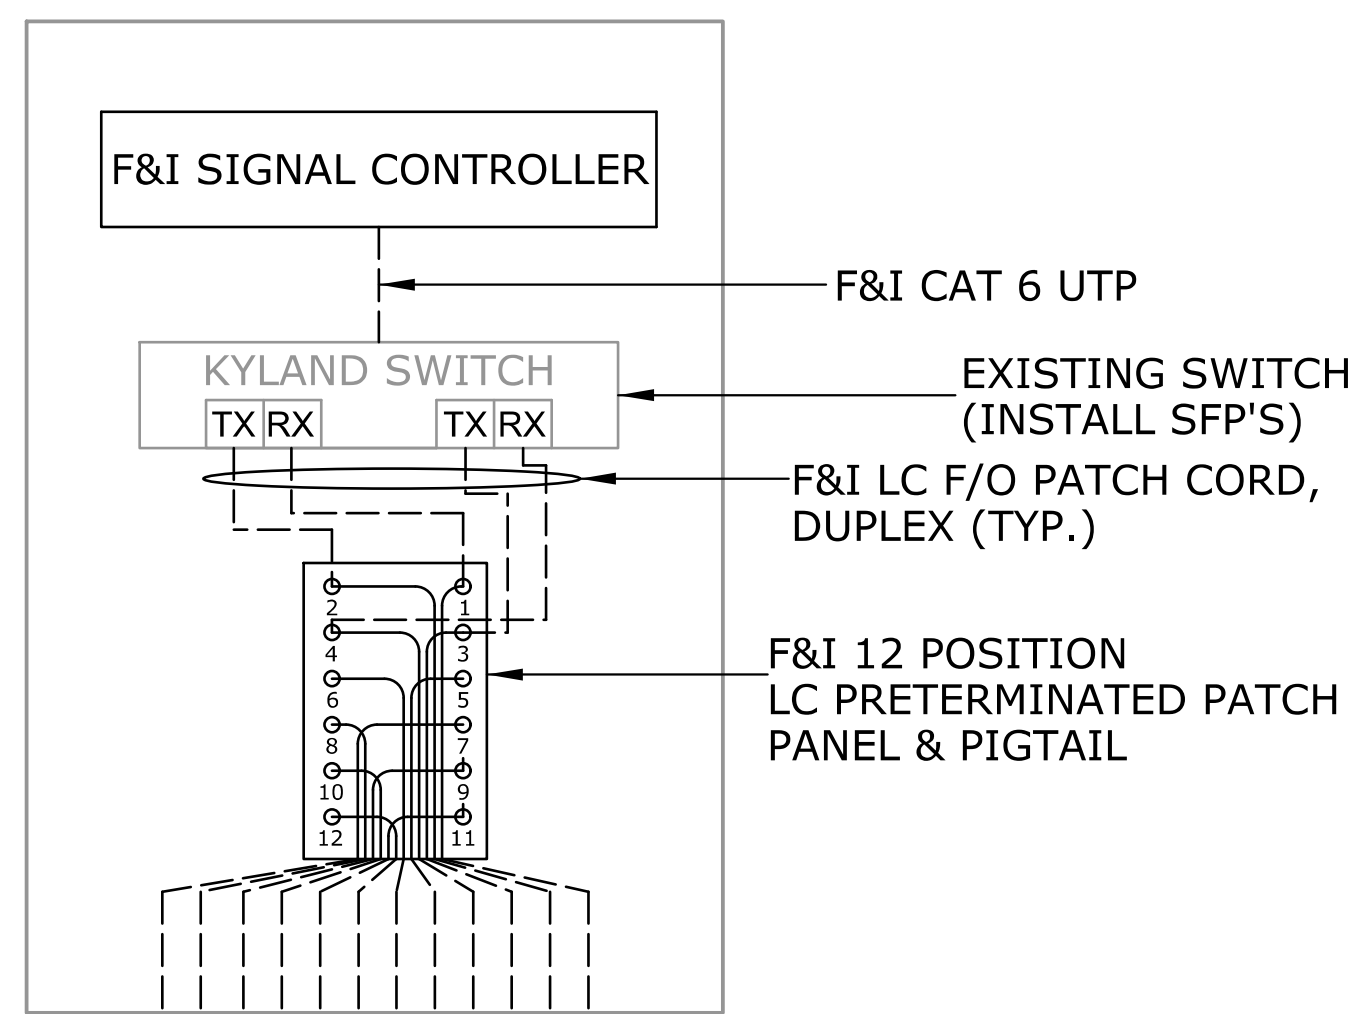 F&I SIGNAL CONTROLLER
F&I CAT 6 UTP
KYLAND SWITCH
EXISTING SWITCH
(INSTALL SFP'S)
TX RX TX RX
F&I LC F/O PATCH CORD,
DUPLEX (TYP.)
2 1
4 3
6 5
8 7
10 9
12 11
F&I 12 POSITION
LC PRETERMINATED PATCH
PANEL & PIGTAIL